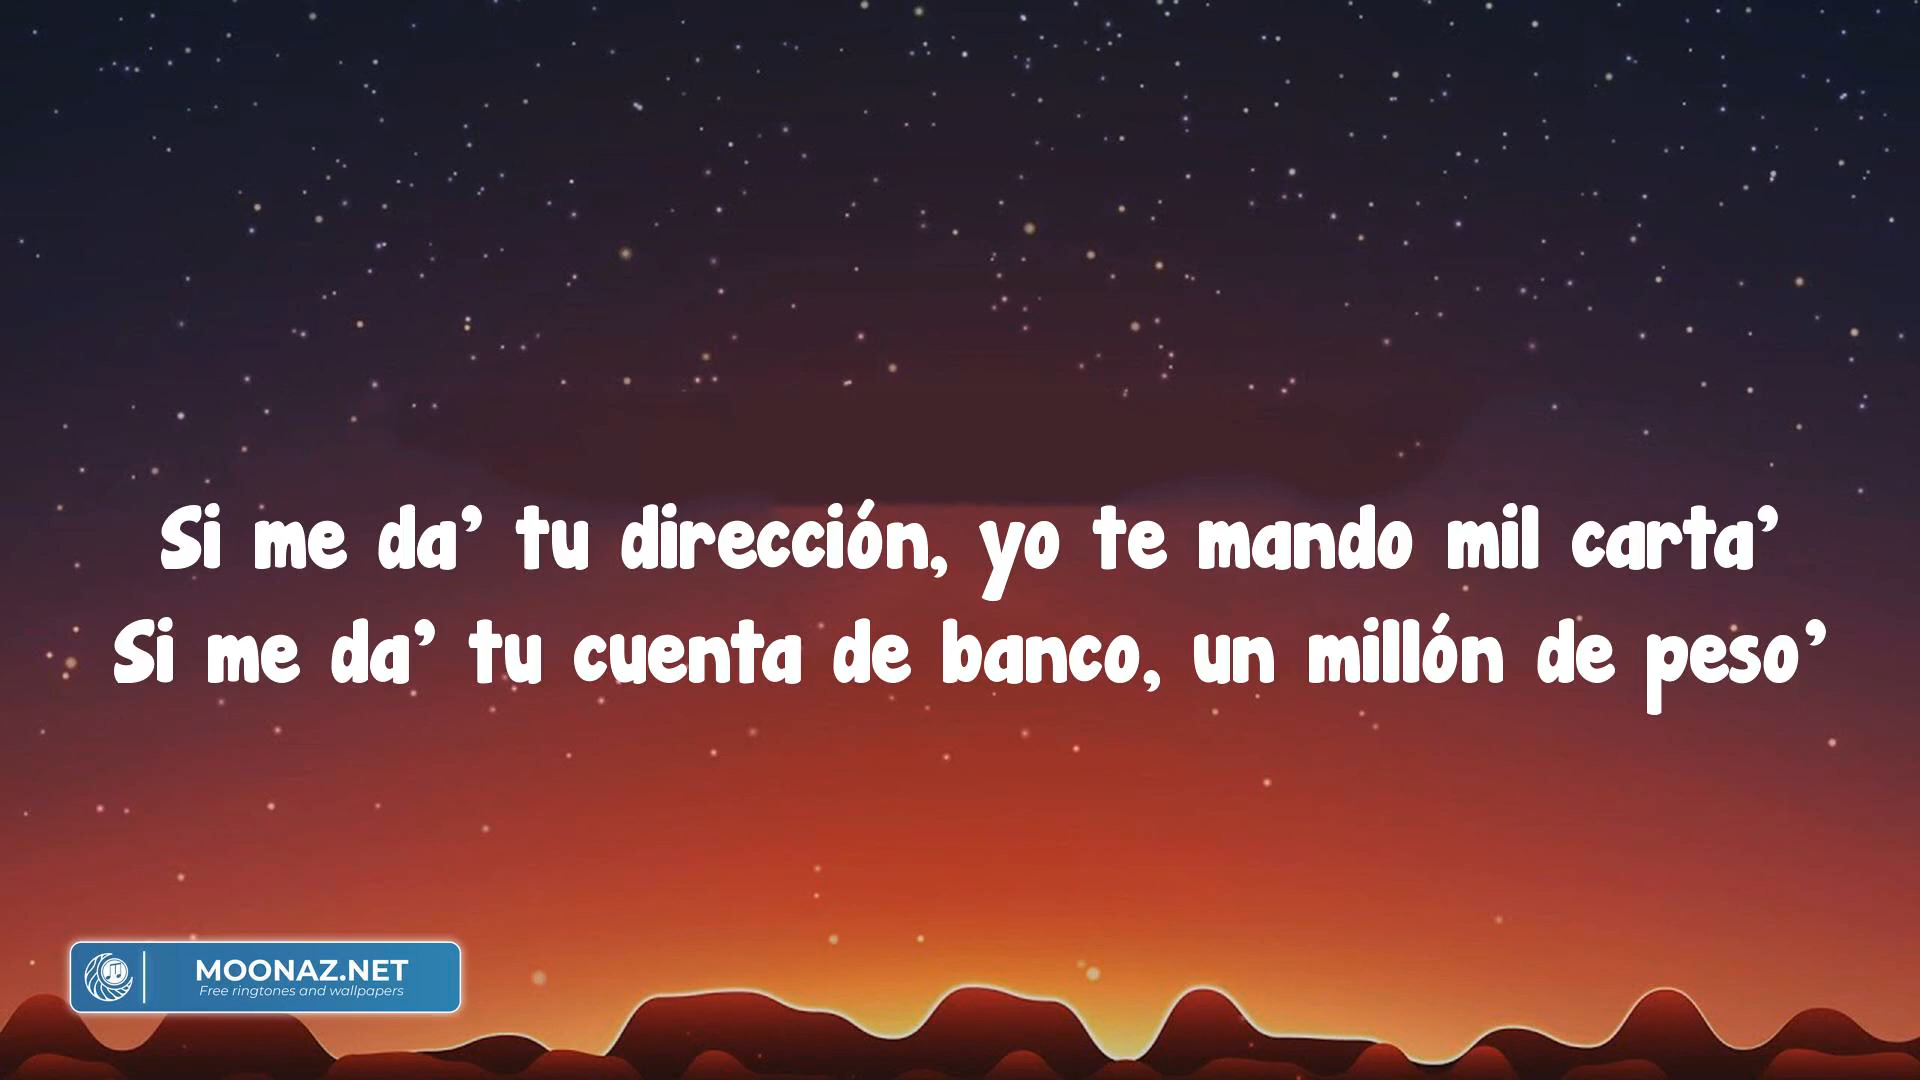 Si me da’ tu dirección, yo te mando mil carta’
Si me da’ tu cuenta de banco, un millón de peso’
MOONAZ.NET
Free ringtones and wallpapers